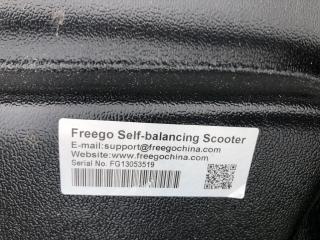 Freego Self-balancing Scooter
E-mail:support@freegochina.com
Website:www.freegochina.com
Serial No. FG13053519